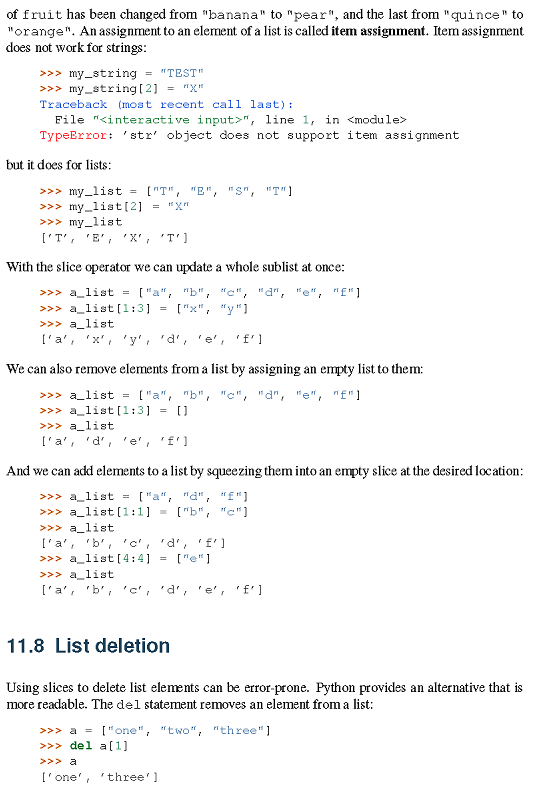 of fruit has been changed from "banana" to "pear", and the last from "quince" to
"orange". An assignment to an element of a list is called item assignment. Item assignment
does not work for strings:
>>> my_string = "TEST"
>>> my_string[2] = "X"
Traceback (most recent call last):
  File "<interactive input>", line 1, in <module>
TypeError: 'str' object does not support item assignment
but it does for lists:
>>> my_list = ["T", "E", "S", "T"]
>>> my_list[2] = "X"
>>> my_list
['T', 'E', 'X', 'T']
With the slice operator we can update a whole sublist at once:
>>> a_list = ["a", "b", "c", "d", "e", "f"]
>>> a_list[1:3] = ["x", "y"]
>>> a_list
['a', 'x', 'y', 'd', 'e', 'f']
We can also remove elements from a list by assigning an empty list to them:
>>> a_list = ["a", "b", "c", "d", "e", "f"]
>>> a_list[1:3] = []
>>> a_list
['a', 'd', 'e', 'f']
And we can add elements to a list by squeezing them into an empty slice at the desired location:
>>> a_list = ["a", "d", "f"]
>>> a_list[1:1] = ["b", "c"]
>>> a_list
['a', 'b', 'c', 'd', 'f']
>>> a_list[4:4] = ["e"]
>>> a_list
['a', 'b', 'c', 'd', 'e', 'f']
11.8 List deletion
Using slices to delete list elements can be error-prone. Python provides an alternative that is
more readable. The del statement removes an element from a list:
>>> a = ["one", "two", "three"]
>>> del a[1]
>>> a
['one', 'three']